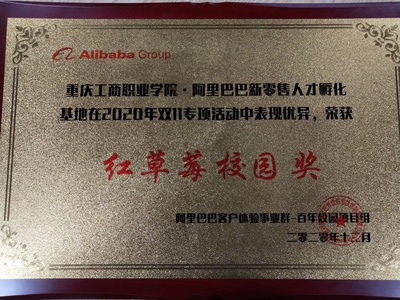 Alibaba Group
重庆工商职业学院·阿里巴巴新零售人才孵化
基地在2020年双11专项活动中表现优异，荣获
红草莓校园奖
阿里巴巴客户体验事业群-百年校园项目组
二零二零年十二月